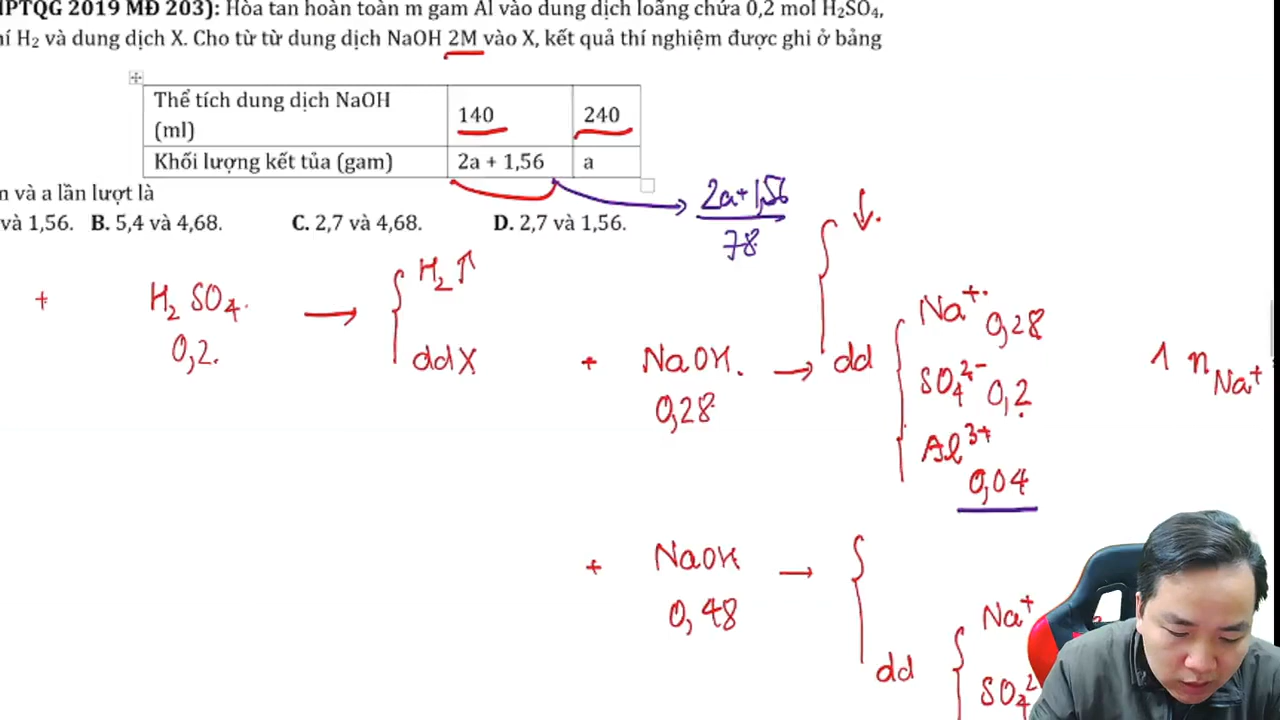 IPTQG 2019 MĐ 203): Hòa tan hoàn toàn m gam Al vào dung dịch loãng chứa 0,2 mol H₂SO₄,
hí H₂ và dung dịch X. Cho từ từ dung dịch NaOH 2M vào X, kết quả thí nghiệm được ghi ở bảng
Thể tích dung dịch NaOH (ml) 140 240
Khối lượng kết tủa (gam) 2a + 1,56 a
n và a lần lượt là
và 1,56. B. 5,4 và 4,68. C. 2,7 và 4,68. D. 2,7 và 1,56.
2a+1,56
78
↓
+ H₂SO₄ → { H₂↑
0,2
ddX + NaOH → dd { Na⁺ 0,28
0,28
SO₄²⁻ 0,2
Al³⁺
0,04
1 n Na⁺
+ NaOH → {
0,48
dd { Na⁺
SO₄²